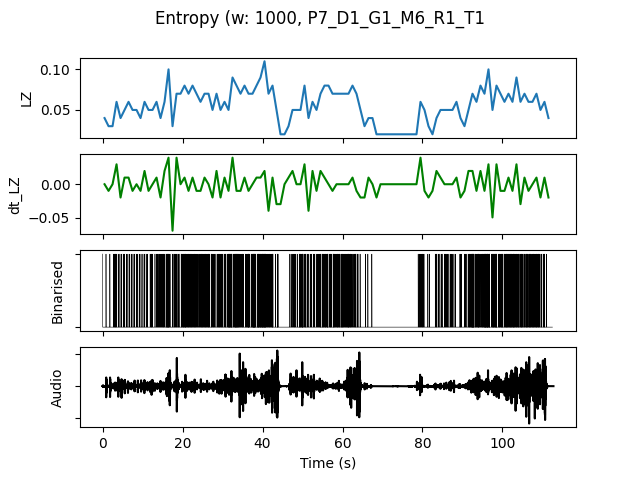 Entropy (w: 1000, P7_D1_G1_M6_R1_T1
0.10
0.05
LZ
0.00
−0.05
dt_LZ
Binarised
Audio
0 20 40 60 80 100
Time (s)